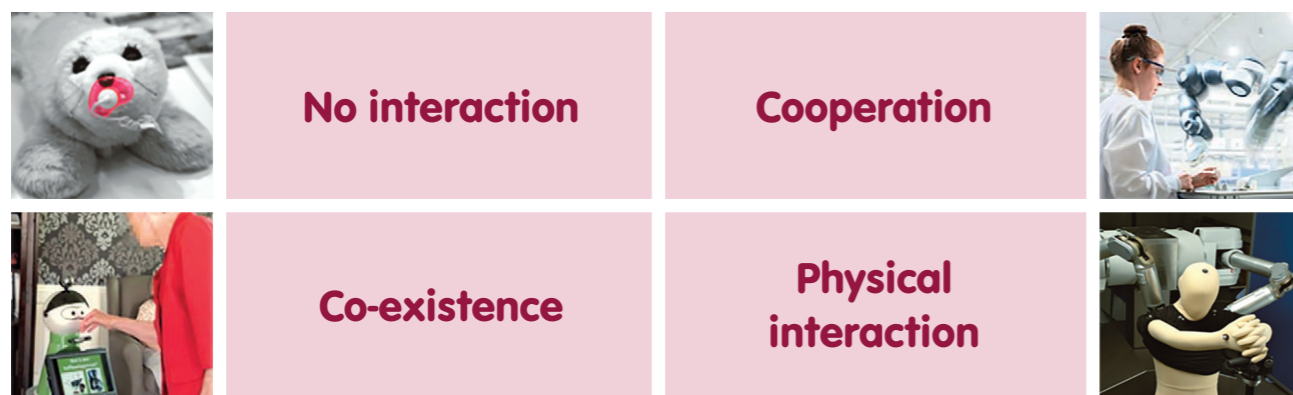 No interaction
Cooperation
Co-existence
Physical
interaction